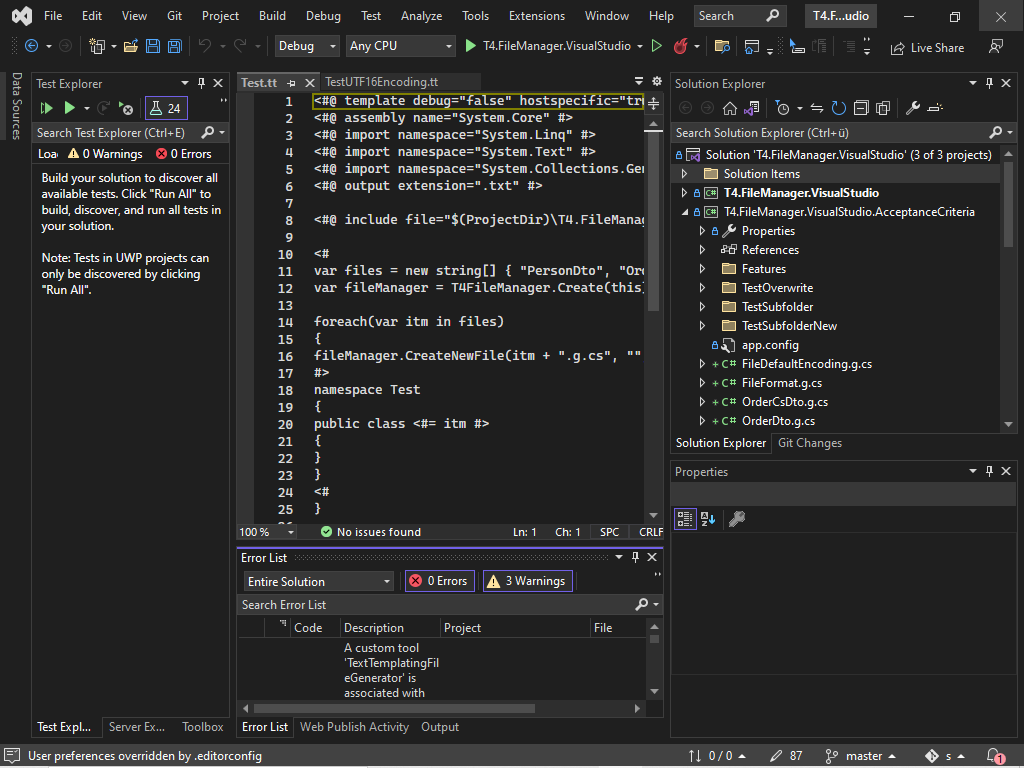 File Edit View Git Project Build Debug Test Analyze Tools Extensions Window Help Search T4.F...udio
Debug Any CPU T4.FileManager.VisualStudio Live Share
Data Sources
Test Explorer
24
Search Test Explorer (Ctrl+E)
0 Warnings 0 Errors
Build your solution to discover all
available tests. Click "Run All" to
build, discover, and run all tests in
your solution.
Note: Tests in UWP projects can
only be discovered by clicking
"Run All".
Test Expl... Server Ex... Toolbox
Test.tt TestUTF16Encoding.tt
1 <#@ template debug="false" hostspecific="tr
2 <#@ assembly name="System.Core" #>
3 <#@ import namespace="System.Linq" #>
4 <#@ import namespace="System.Text" #>
5 <#@ import namespace="System.Collections.Gen
6 <#@ output extension=".txt" #>
7
8 <#@ include file="$(ProjectDir)\T4.FileManag
9
10 <#
11 var files = new string[] { "PersonDto", "Or
12 var fileManager = T4FileManager.Create(this)
13
14 foreach(var itm in files)
15 {
16 fileManager.CreateNewFile(itm + ".g.cs", ""
17 #>
18 namespace Test
19 {
20 public class <#= itm #>
21 {
22 }
23 }
24 <#
25 }
100 % No issues found Ln: 1 Ch: 1 SPC CRLF
Error List
Entire Solution 0 Errors 3 Warnings
Search Error List
Code Description Project File
A custom tool
'TextTemplatingFil
eGenerator' is
associated with
Error List Web Publish Activity Output
Solution Explorer
Search Solution Explorer (Ctrl+ü)
Solution 'T4.FileManager.VisualStudio' (3 of 3 projects)
Solution Items
T4.FileManager.VisualStudio
T4.FileManager.VisualStudio.AcceptanceCriteria
Properties
References
Features
TestOverwrite
TestSubfolder
TestSubfolderNew
app.config
+ C# FileDefaultEncoding.g.cs
+ C# FileFormat.g.cs
+ C# OrderCsDto.g.cs
+ C# OrderDto.g.cs
Solution Explorer Git Changes
Properties
User preferences overridden by .editorconfig 0 / 0 87 master s 1